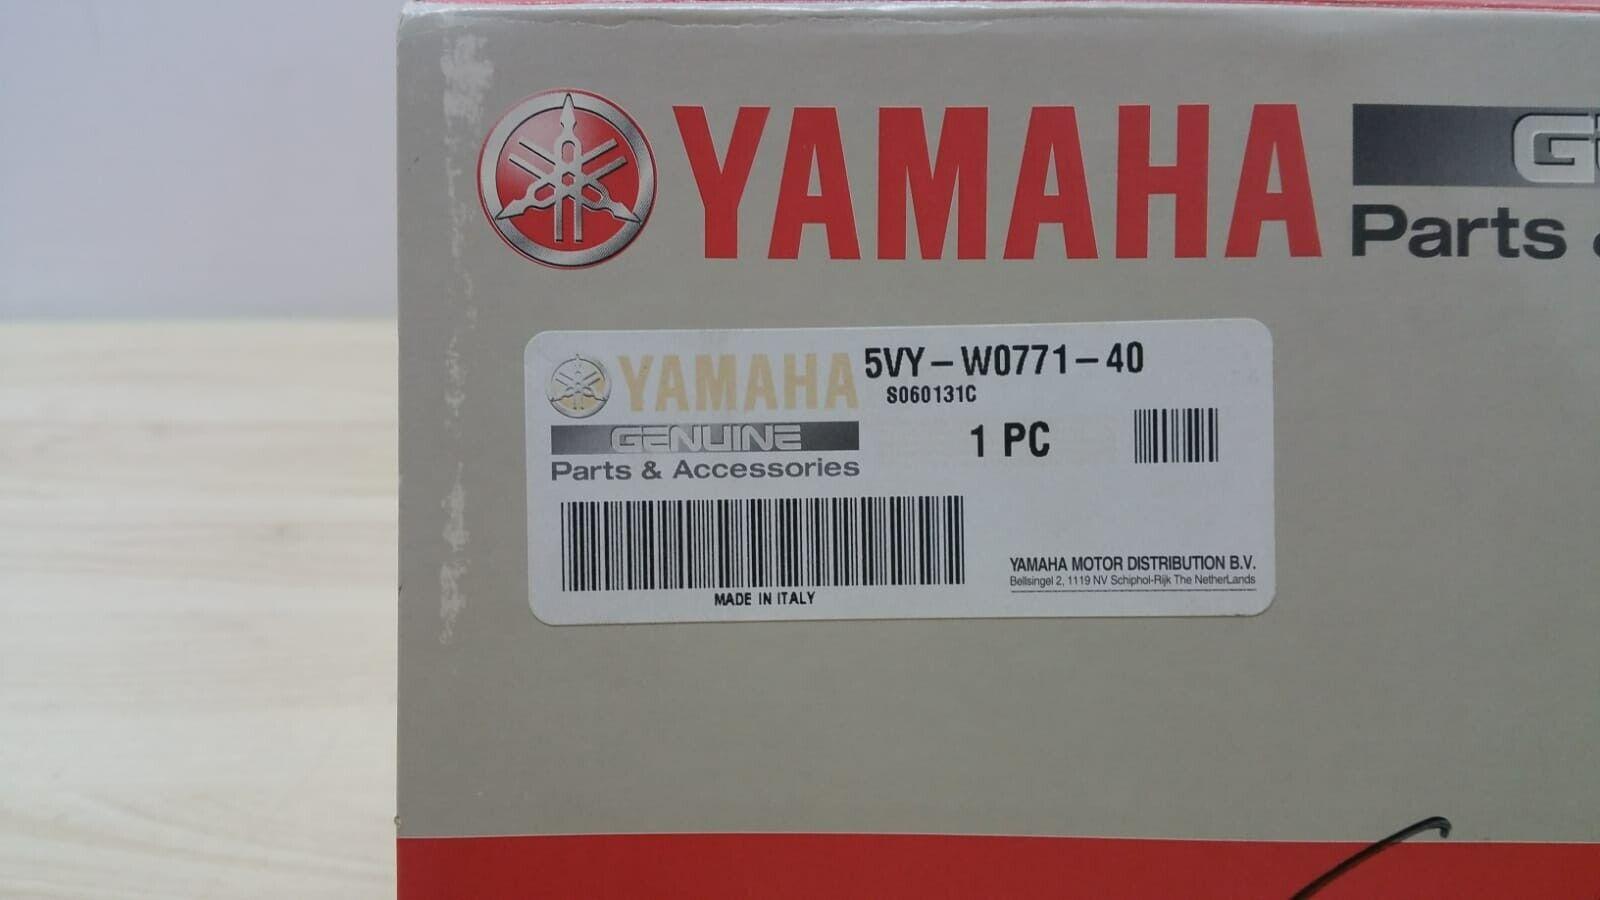 YAMAHA
Parts
YAMAHA
GENUINE
Parts & Accessories
5VY-W0771-40
S060131C
1 PC
MADE IN ITALY
YAMAHA MOTOR DISTRIBUTION B.V.
Bellsingel 2, 1119 NV Schiphol-Rijk The NetherLands